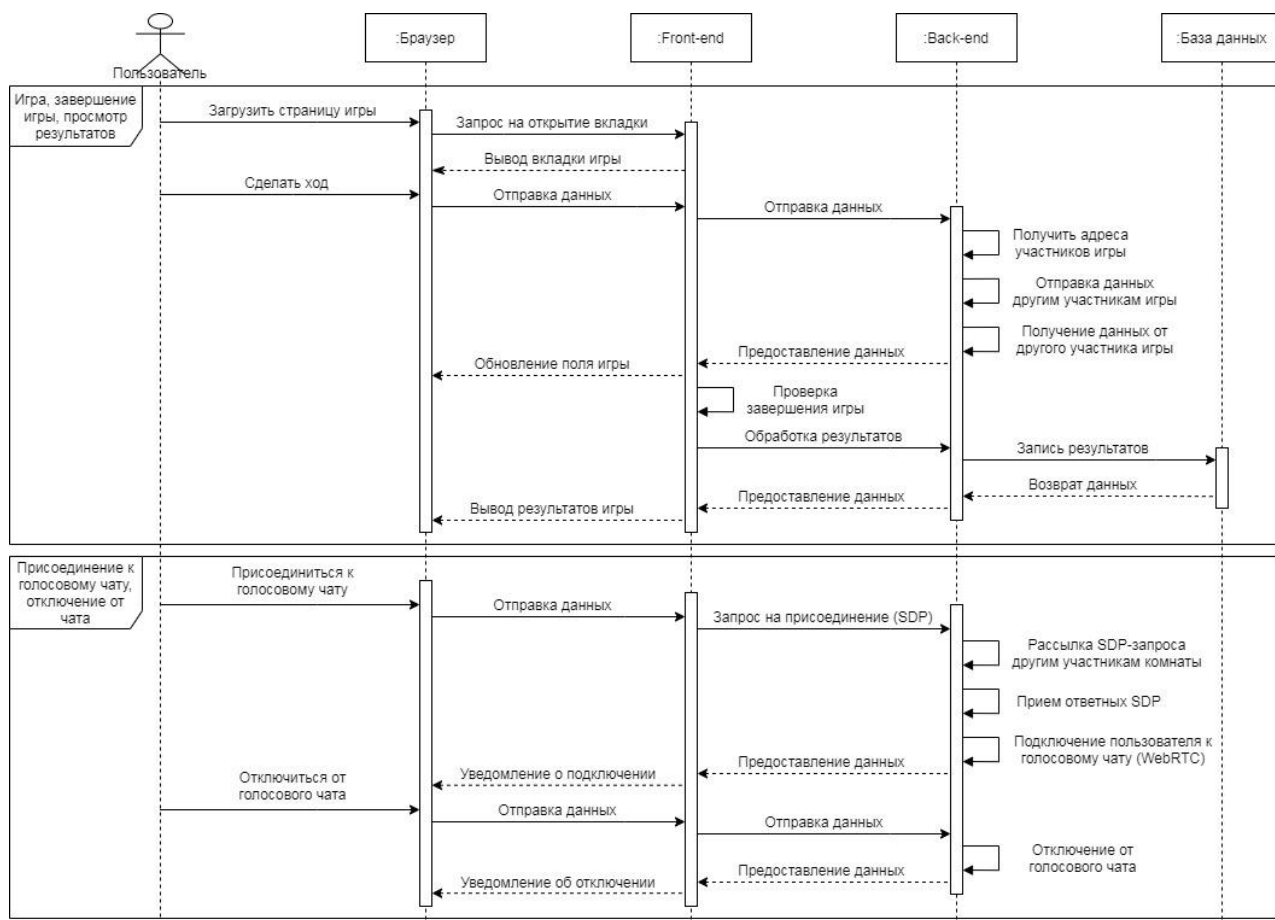 :Браузер
:Front-end
:Back-end
:База данных
Пользователь
Игра, завершение
игры, просмотр
результатов
Загрузить страницу игры
Запрос на открытие вкладки
Вывод вкладки игры
Сделать ход
Отправка данных
Отправка данных
Получить адреса
участников игры
Отправка данных
другим участникам игры
Получение данных от
другого участника игры
Предоставление данных
Обновление поля игры
Проверка
завершения игры
Обработка результатов
Запись результатов
Возврат данных
Предоставление данных
Вывод результатов игры
Присоединение к
голосовому чату,
отключение от
чата
Присоединиться к
голосовому чату
Отправка данных
Запрос на присоединение (SDP)
Рассылка SDP-запроса
другим участникам комнаты
Прием ответных SDP
Подключение пользователя к
голосовому чату (WebRTC)
Предоставление данных
Уведомление о подключении
Отключиться от
голосового чата
Отправка данных
Отправка данных
Отключение от
голосового чата
Предоставление данных
Уведомление об отключении